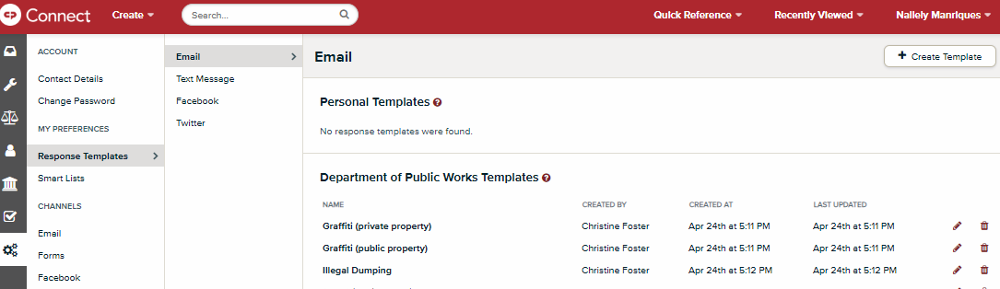 Connect
Create
Search...
Quick Reference
Recently Viewed
Nallely Manriques
ACCOUNT
Contact Details
Change Password
MY PREFERENCES
Response Templates
Smart Lists
CHANNELS
Email
Forms
Facebook
Email
Text Message
Facebook
Twitter
Email
+ Create Template
Personal Templates ?
No response templates were found.
Department of Public Works Templates ?
NAME CREATED BY CREATED AT LAST UPDATED
Graffiti (private property) Christine Foster Apr 24th at 5:11 PM Apr 24th at 5:11 PM
Graffiti (public property) Christine Foster Apr 24th at 5:11 PM Apr 24th at 5:11 PM
Illegal Dumping Christine Foster Apr 24th at 5:12 PM Apr 24th at 5:12 PM